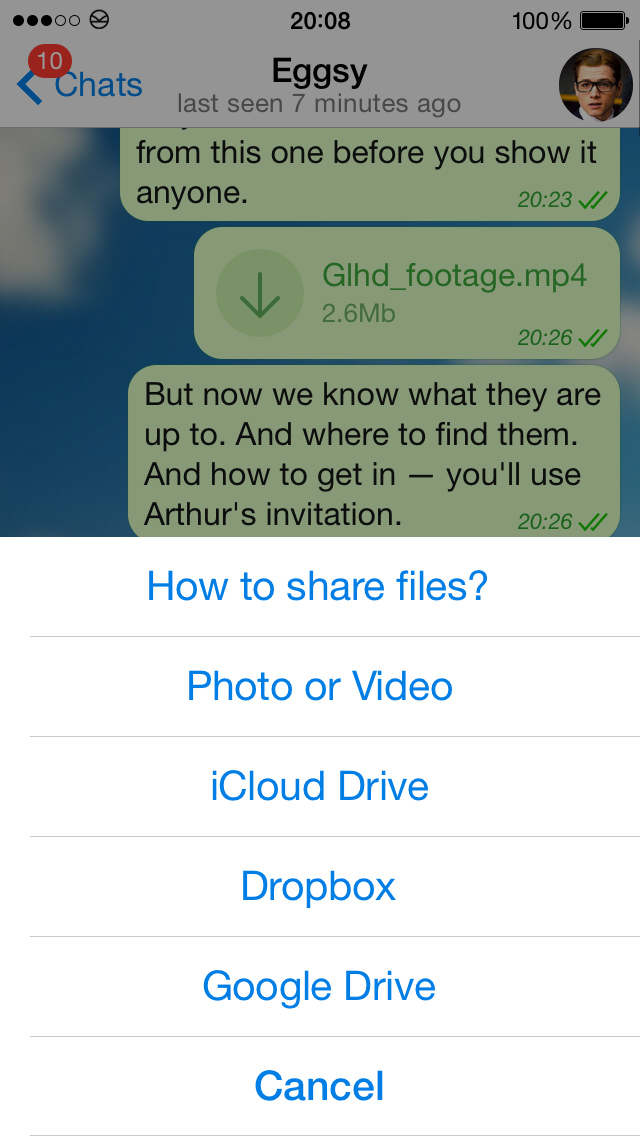 20:08
100%
10
Chats
Eggsy
last seen 7 minutes ago
from this one before you show it
anyone.
20:23
Glhd_footage.mp4
2.6Mb
20:26
But now we know what they are
up to. And where to find them.
And how to get in — you'll use
Arthur's invitation.
20:26
How to share files?
Photo or Video
iCloud Drive
Dropbox
Google Drive
Cancel